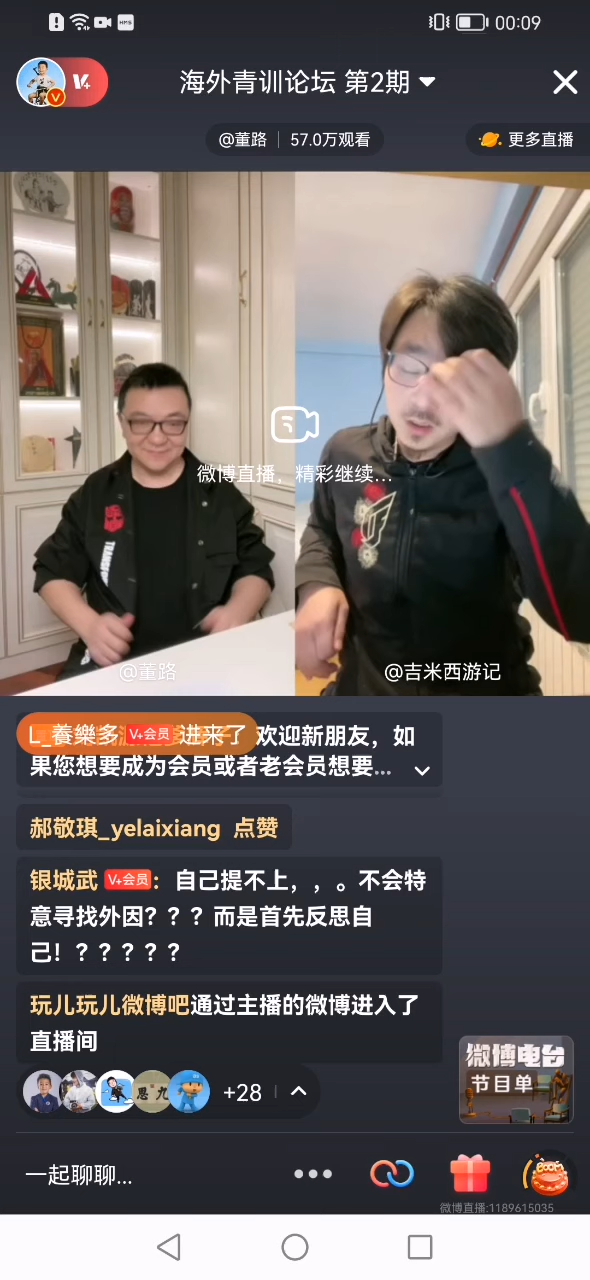 00:09
V+
海外青训论坛 第2期
@董路 57.0万观看
更多直播
微博直播，精彩继续...
@董路
@吉米西游记
L_養樂多 V+会员 进来了 欢迎新朋友，如
果您想要成为会员或者老会员想要...
郝敬琪_yelaixiang 点赞
银城武 V+会员： 自己提不上，，。不会特
意寻找外因？？？而是首先反思自
己！？？？？？
玩儿玩儿微博吧通过主播的微博进入了
直播间
微博电台
节目单
+28
一起聊聊...
微博直播:1189615035